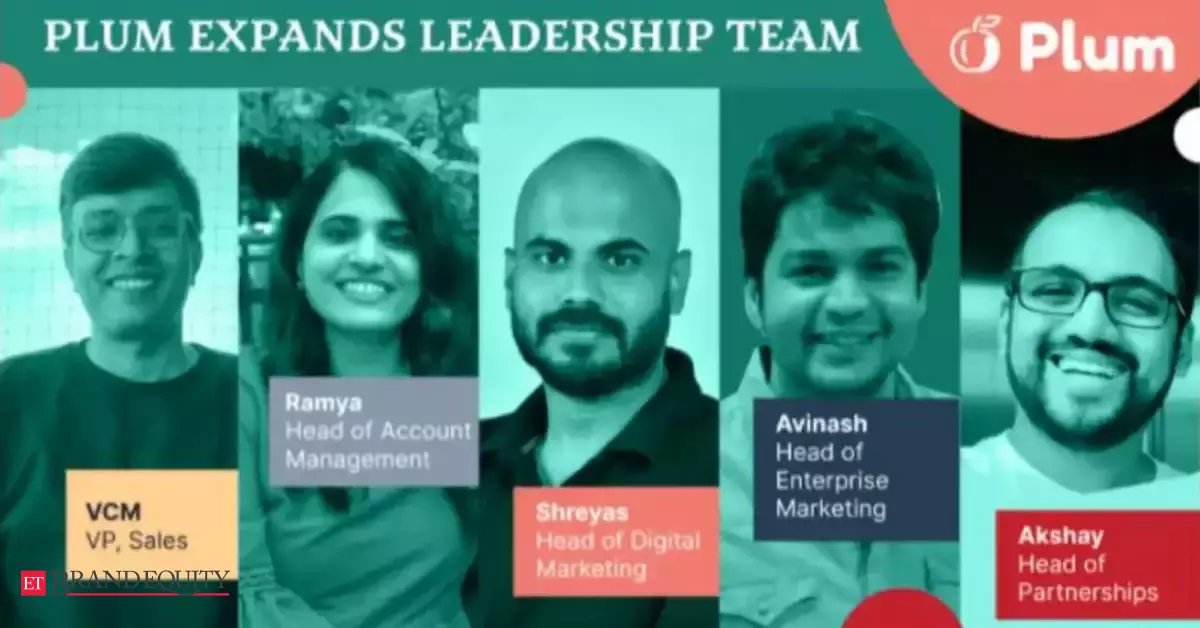 PLUM EXPANDS LEADERSHIP TEAM
Plum
VCM
VP, Sales
Ramya
Head of Account
Management
Shreyas
Head of Digital
Marketing
Avinash
Head of
Enterprise
Marketing
Akshay
Head of
Partnerships
ET BRANDEQUITY